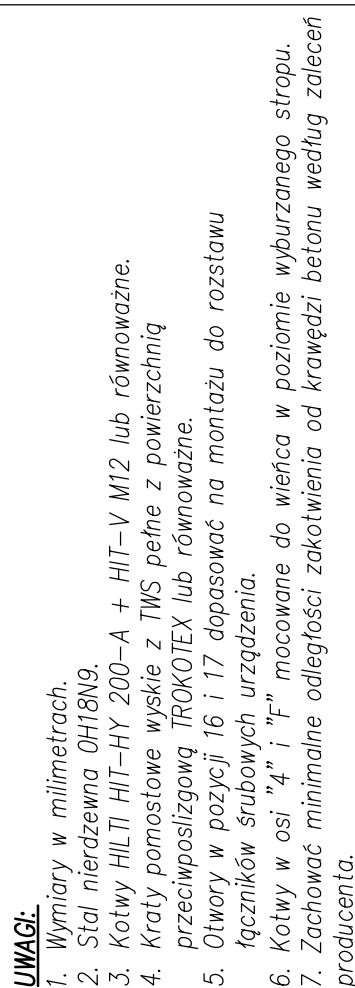 UWAGI:
1. Wymiary w milimetrach.
2. Stal nierdzewna 0H18N9.
3. Kotwy HILTI HIT-HY 200-A + HIT-V M12 lub równoważne.
4. Kraty pomostowe wyskie z TWS pełne z powierzchnią
przeciwposlizgową TROKOTEX lub równoważne.
5. Otwory w pozycji 16 i 17 dopasować na montażu do rozstawu
łączników śrubowych urządzenia.
6. Kotwy w osi "4" i "F" mocowane do wieńca w poziomie wyburzanego stropu.
7. Zachować minimalne odległości zakotwienia od krawędzi betonu według zaleceń
producenta.